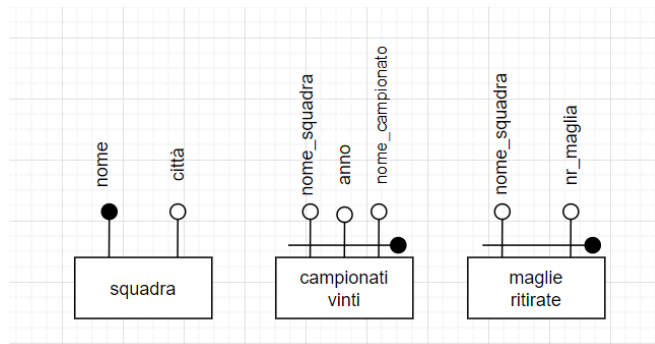 nome
città
nome_squadra
anno
nome_campionato
nome_squadra
nr_maglia
squadra
campionati
vinti
maglie
ritirate